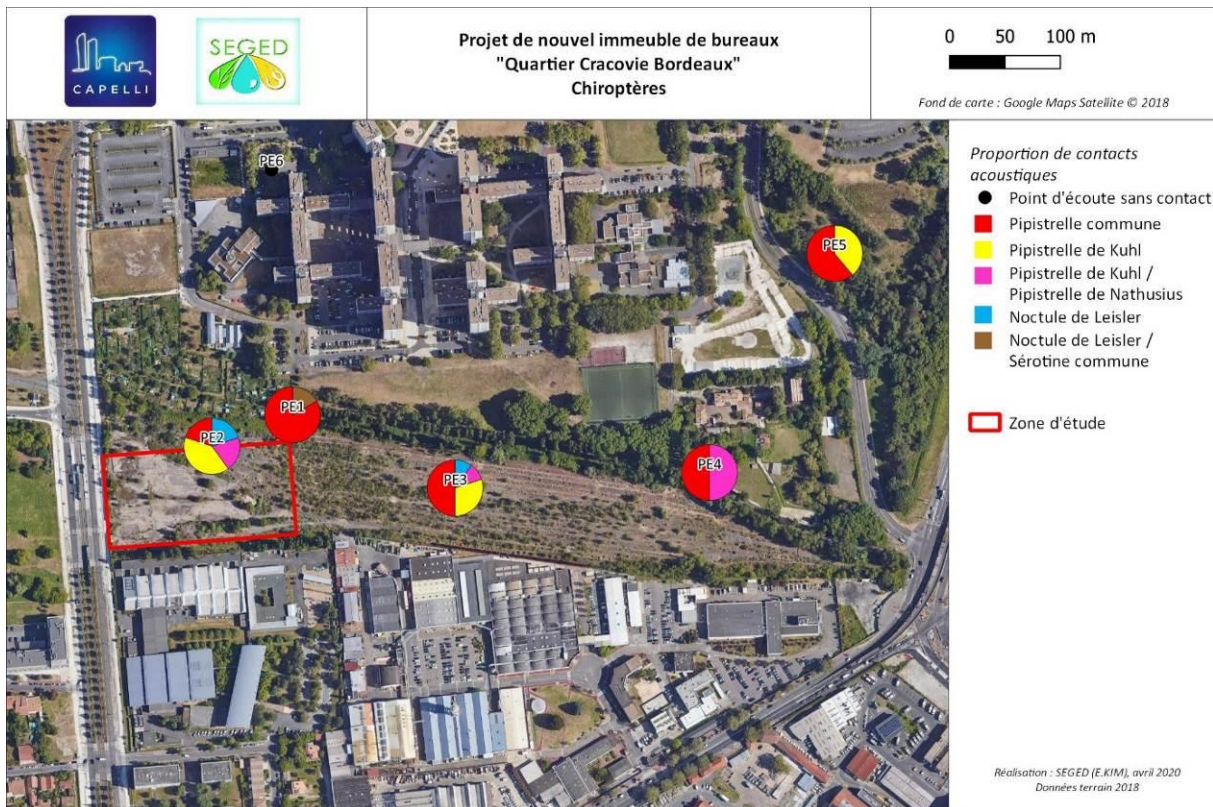 CAPELLI
SEGED
Projet de nouvel immeuble de bureaux
"Quartier Cracovie Bordeaux"
Chiroptères
0 50 100 m
Fond de carte : Google Maps Satellite © 2018
PE6
PE5
PE1
PE2
PE3
PE4
Proportion de contacts
acoustiques
Point d'écoute sans contact
Pipistrelle commune
Pipistrelle de Kuhl
Pipistrelle de Kuhl /
Pipistrelle de Nathusius
Noctule de Leisler
Noctule de Leisler /
Sérotine commune
Zone d'étude
Réalisation : SEGED (E.KIM), avril 2020
Données terrain 2018